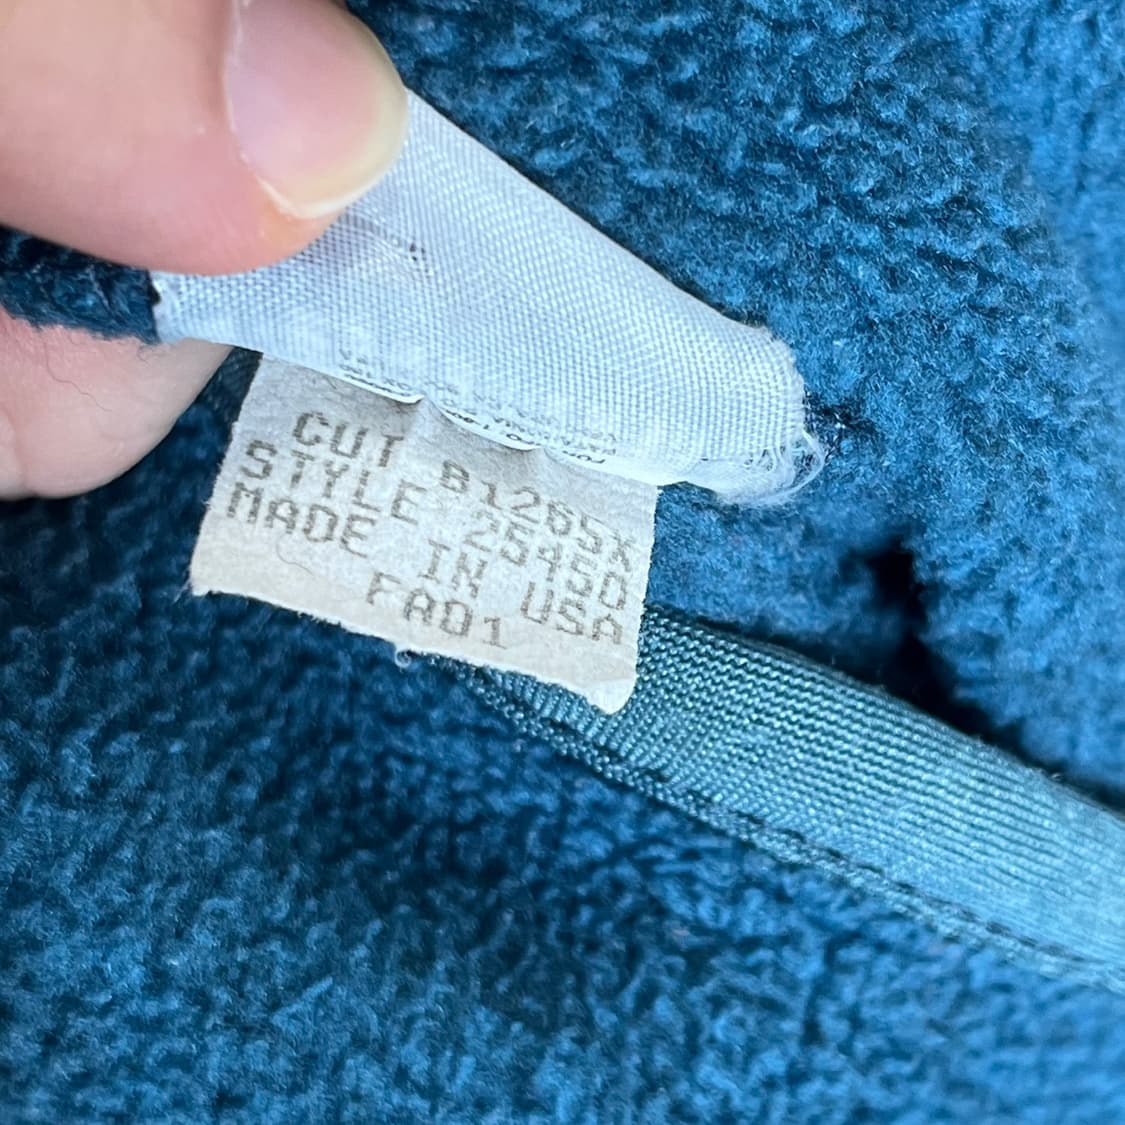 CUT B1265X
STYLE 25450
MADE IN USA
FA01